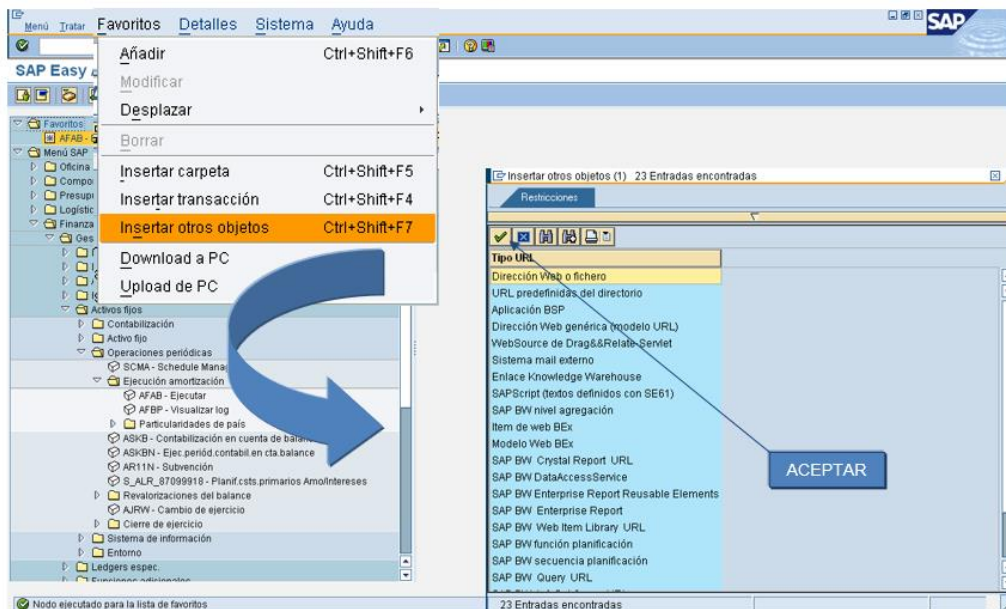 Menú Tratar Favoritos Detalles Sistema Ayuda
SAP
SAP Easy
Añadir Ctrl+Shift+F6
Modificar
Desplazar
Borrar
Insertar carpeta Ctrl+Shift+F5
Insertar transacción Ctrl+Shift+F4
Insertar otros objetos Ctrl+Shift+F7
Download a PC
Upload de PC
Favoritos
AFAB -
Menú SAP
Oficina
Compo
Presup
Logístic
Finanza
Ges
Activos fijos
Contabilización
Activo fijo
Operaciones periódicas
SCMA - Schedule Mana
Ejecución amortización
AFAB - Ejecutar
AFBP - Visualizar log
Particularidades de país
ASKB - Contabilización en cuenta de balance
ASKBN - Ejec.periód.contabil.en cta.balance
AR11N - Subvención
S_ALR_87099918 - Planif.csts.primarios Amo/Intereses
Revalorizaciones del balance
AJRW - Cambio de ejercicio
Cierre de ejercicio
Sistema de información
Entorno
Ledgers espec.
Funciones adicionales
Nodo ejecutado para la lista de favoritos
Insertar otros objetos (1) 23 Entradas encontradas
Restricciones
Tipo URL
Dirección Web o fichero
URL predefinidas del directorio
Aplicación BSP
Dirección Web genérica (modelo URL)
WebSource de Drag&&Relate-Servlet
Sistema mail externo
Enlace Knowledge Warehouse
SAPScript (textos definidos con SE61)
SAP BW nivel agregación
Item de web BEx
Modelo Web BEx
SAP BW Crystal Report URL
SAP BW DataAccessService
SAP BW Enterprise Report Reusable Elements
SAP BW Enterprise Report
SAP BW Web Item Library URL
SAP BW función planificación
SAP BW secuencia planificación
SAP BW Query URL
23 Entradas encontradas
ACEPTAR